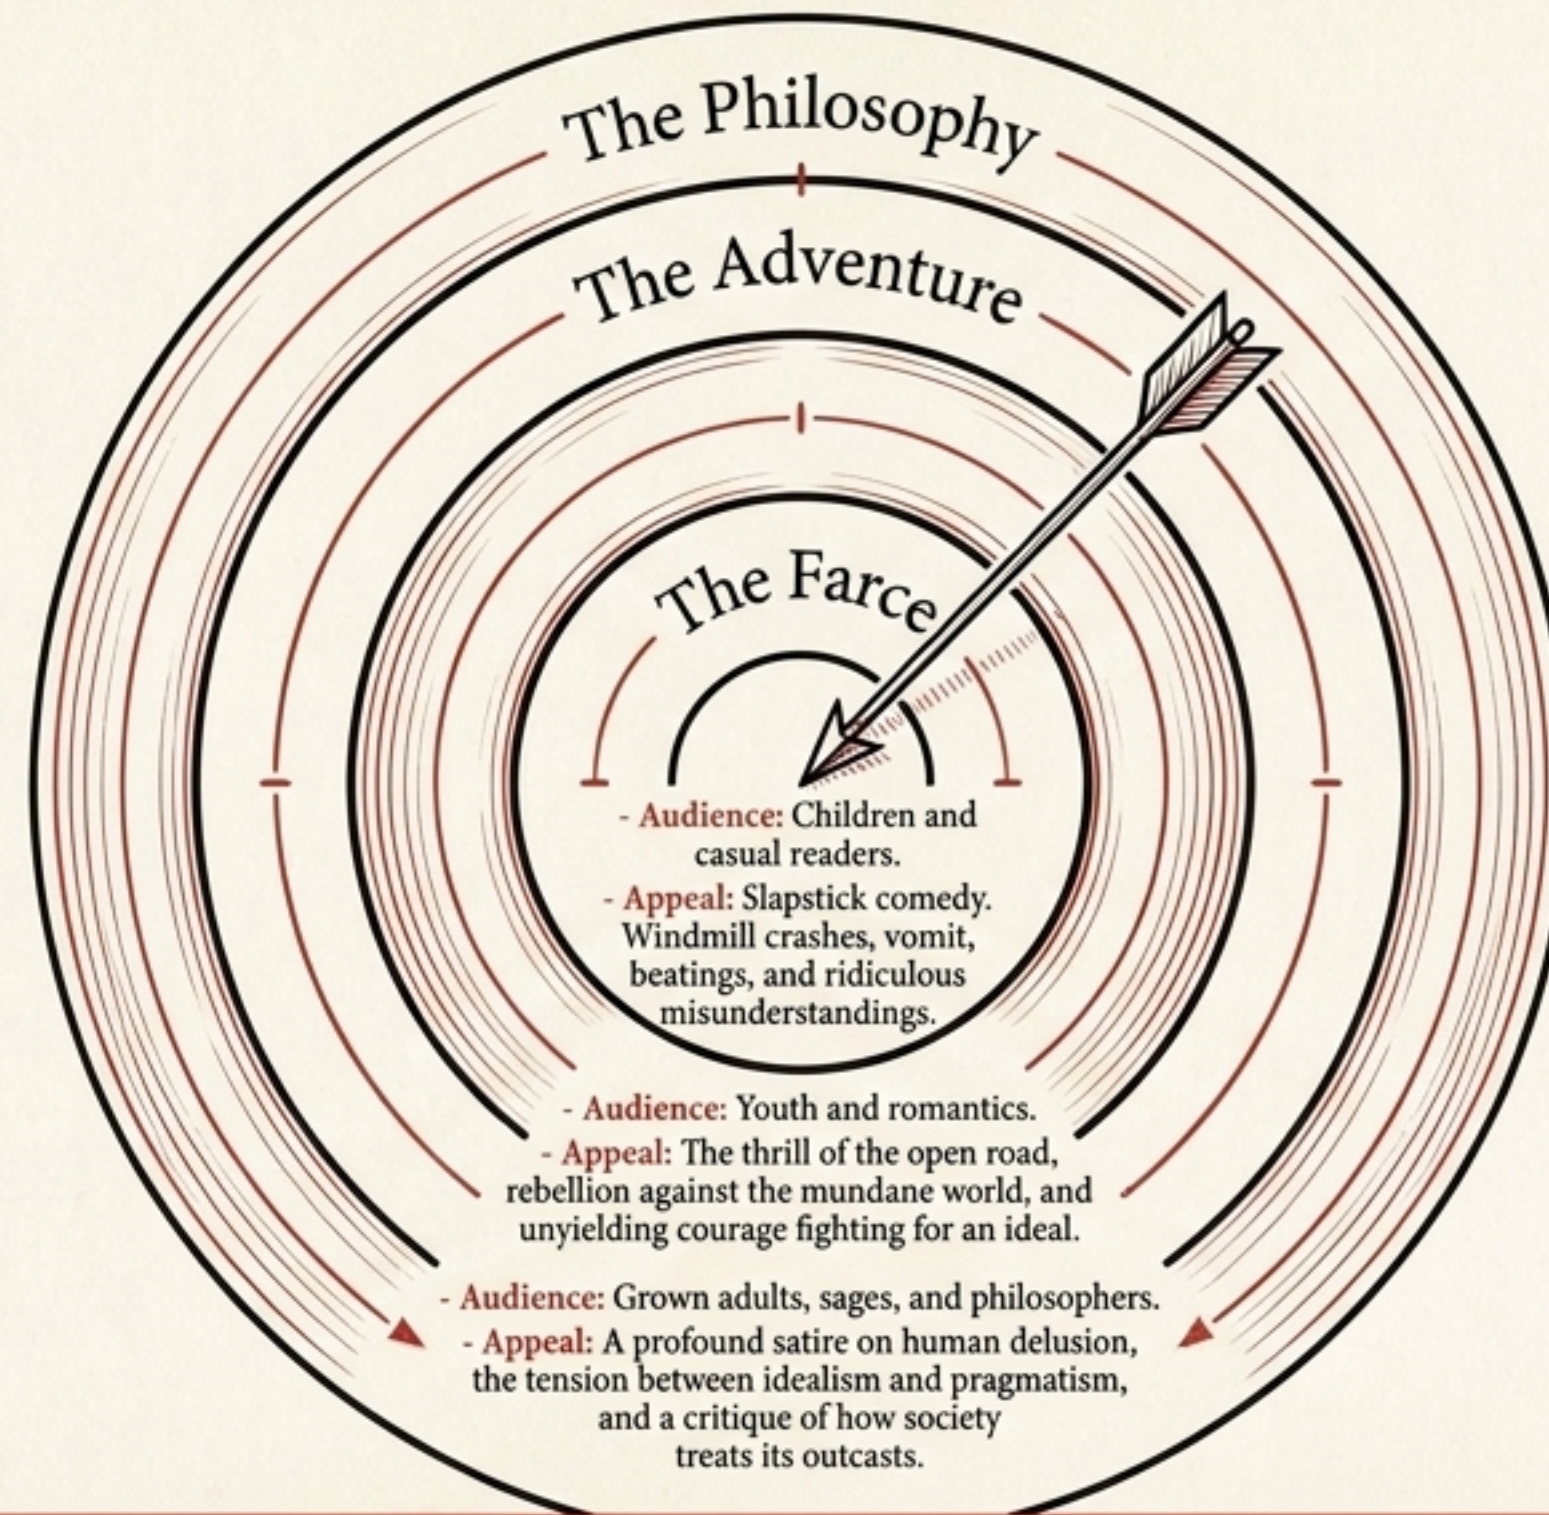 The Philosophy
The Adventure
The Farce
- Audience: Children and
casual readers.
- Appeal: Slapstick comedy.
Windmill crashes, vomit,
beatings, and ridiculous
misunderstandings.
- Audience: Youth and romantics.
- Appeal: The thrill of the open road,
rebellion against the mundane world, and
unyielding courage fighting for an ideal.
- Audience: Grown adults, sages, and philosophers.
- Appeal: A profound satire on human delusion,
the tension between idealism and pragmatism,
and a critique of how society
treats its outcasts.